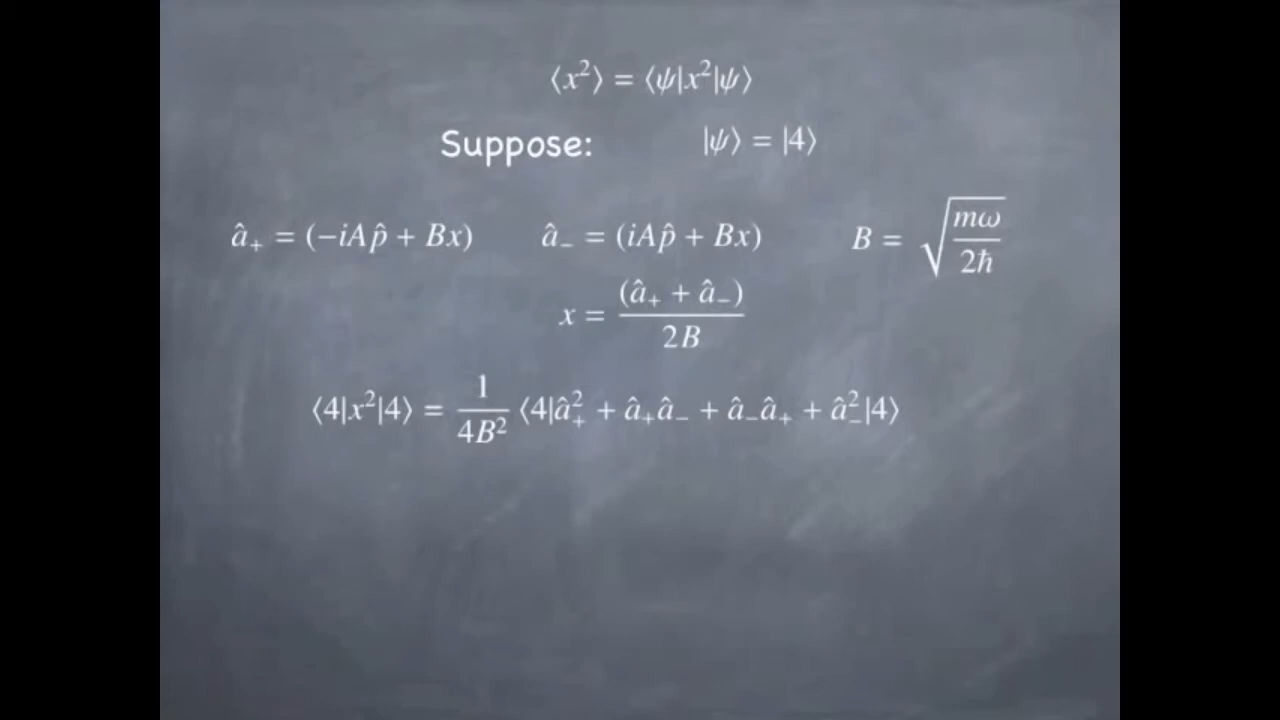 ⟨x²⟩ = ⟨ψ|x²|ψ⟩
Suppose: |ψ⟩ = |4⟩
â₊ = (−iAp̂ + Bx) â₋ = (iAp̂ + Bx) B = √(mω/2ħ)
x = (â₊ + â₋)/2B
⟨4|x²|4⟩ = 1/4B² ⟨4|â₊² + â₊â₋ + â₋â₊ + â₋²|4⟩